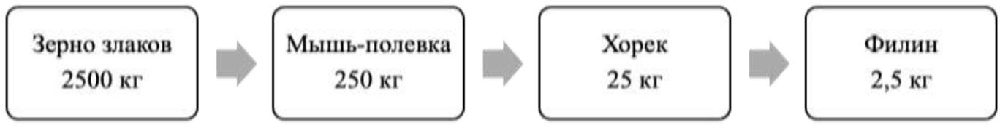 Зерно злаков
2500 кг
Мышь-полевка
250 кг
Хорек
25 кг
Филин
2,5 кг